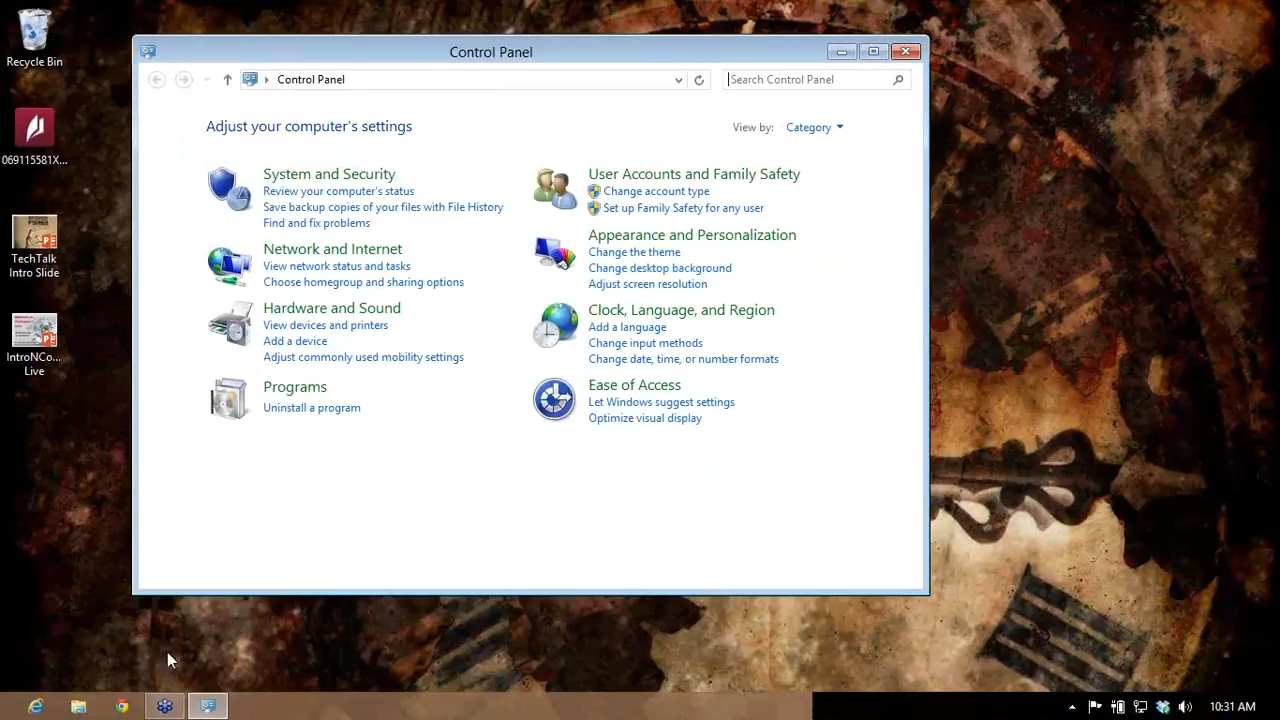 Recycle Bin
069115581X...
TechTalk
Intro Slide
IntroNCo...
Live
Control Panel
Control Panel
Search Control Panel
Adjust your computer's settings
View by: Category
System and Security
Review your computer's status
Save backup copies of your files with File History
Find and fix problems
Network and Internet
View network status and tasks
Choose homegroup and sharing options
Hardware and Sound
View devices and printers
Add a device
Adjust commonly used mobility settings
Programs
Uninstall a program
User Accounts and Family Safety
Change account type
Set up Family Safety for any user
Appearance and Personalization
Change the theme
Change desktop background
Adjust screen resolution
Clock, Language, and Region
Add a language
Change input methods
Change date, time, or number formats
Ease of Access
Let Windows suggest settings
Optimize visual display
10:31 AM